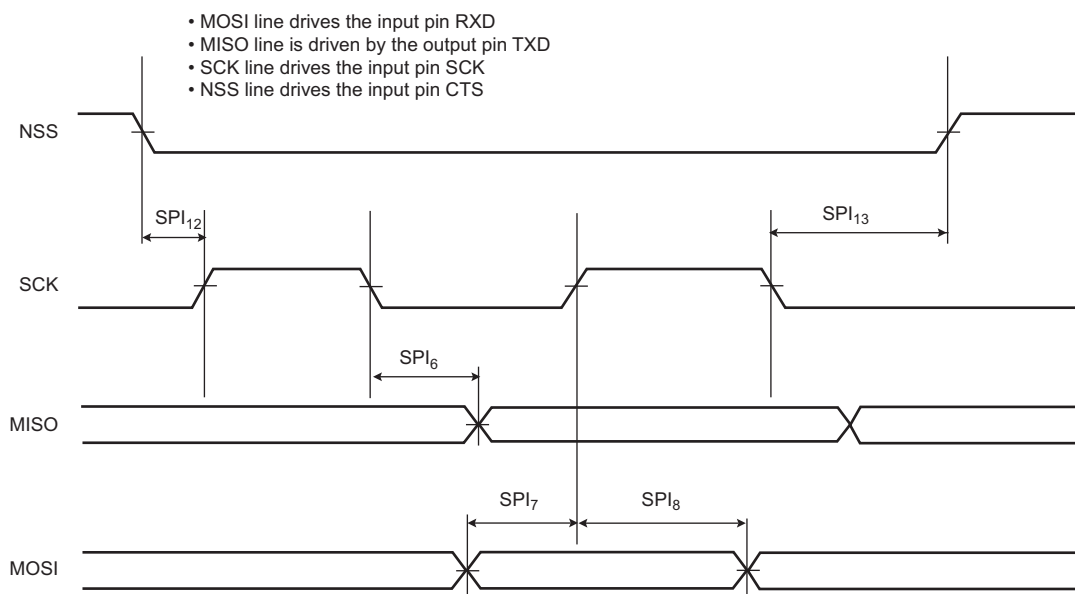 • MOSI line drives the input pin RXD
• MISO line is driven by the output pin TXD
• SCK line drives the input pin SCK
• NSS line drives the input pin CTS
NSS
SPI₁₂
SPI₁₃
SCK
SPI₆
MISO
SPI₇
SPI₈
MOSI